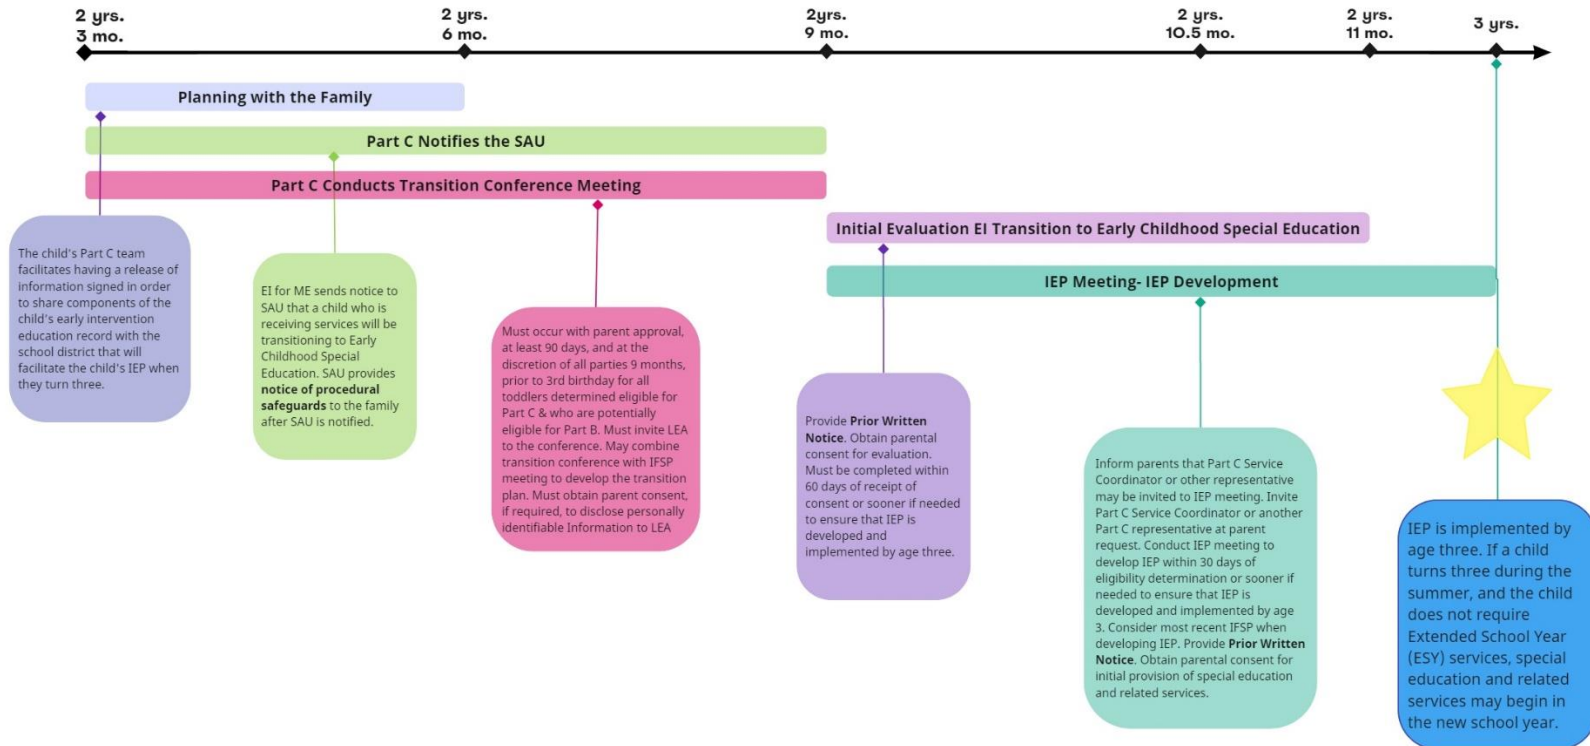 2 yrs.
3 mo.
2 yrs.
6 mo.
2yrs.
9 mo.
2 yrs.
10.5 mo.
2 yrs.
11 mo.
3 yrs.
Planning with the Family
Part C Notifies the SAU
Part C Conducts Transition Conference Meeting
Initial Evaluation EI Transition to Early Childhood Special Education
IEP Meeting- IEP Development
The child's Part C team
facilitates having a release of
information signed in order
to share components of the
child's early intervention
education record with the
school district that will
facilitate the child's IEP when
they turn three.
EI for ME sends notice to
SAU that a child who is
receiving services will be
transitioning to Early
Childhood Special
Education. SAU provides
notice of procedural
safeguards to the family
after SAU is notified.
Must occur with parent approval,
at least 90 days, and at the
discretion of all parties 9 months,
prior to 3rd birthday for all
toddlers determined eligible for
Part C & who are potentially
eligible for Part B. Must invite LEA
to the conference. May combine
transition conference with IFSP
meeting to develop the transition
plan. Must obtain parent consent,
if required, to disclose personally
identifiable Information to LEA
Provide Prior Written
Notice. Obtain parental
consent for evaluation.
Must be completed within
60 days of receipt of
consent or sooner if needed
to ensure that IEP is
developed and
implemented by age three.
Inform parents that Part C Service
Coordinator or other representative
may be invited to IEP meeting. Invite
Part C Service Coordinator or another
Part C representative at parent
request. Conduct IEP meeting to
develop IEP within 30 days of
eligibility determination or sooner if
needed to ensure that IEP is
developed and implemented by age
3. Consider most recent IFSP when
developing IEP. Provide Prior Written
Notice. Obtain parental consent for
initial provision of special education
and related services.
IEP is implemented by
age three. If a child
turns three during the
summer, and the child
does not require
Extended School Year
(ESY) services, special
education and related
services may begin in
the new school year.